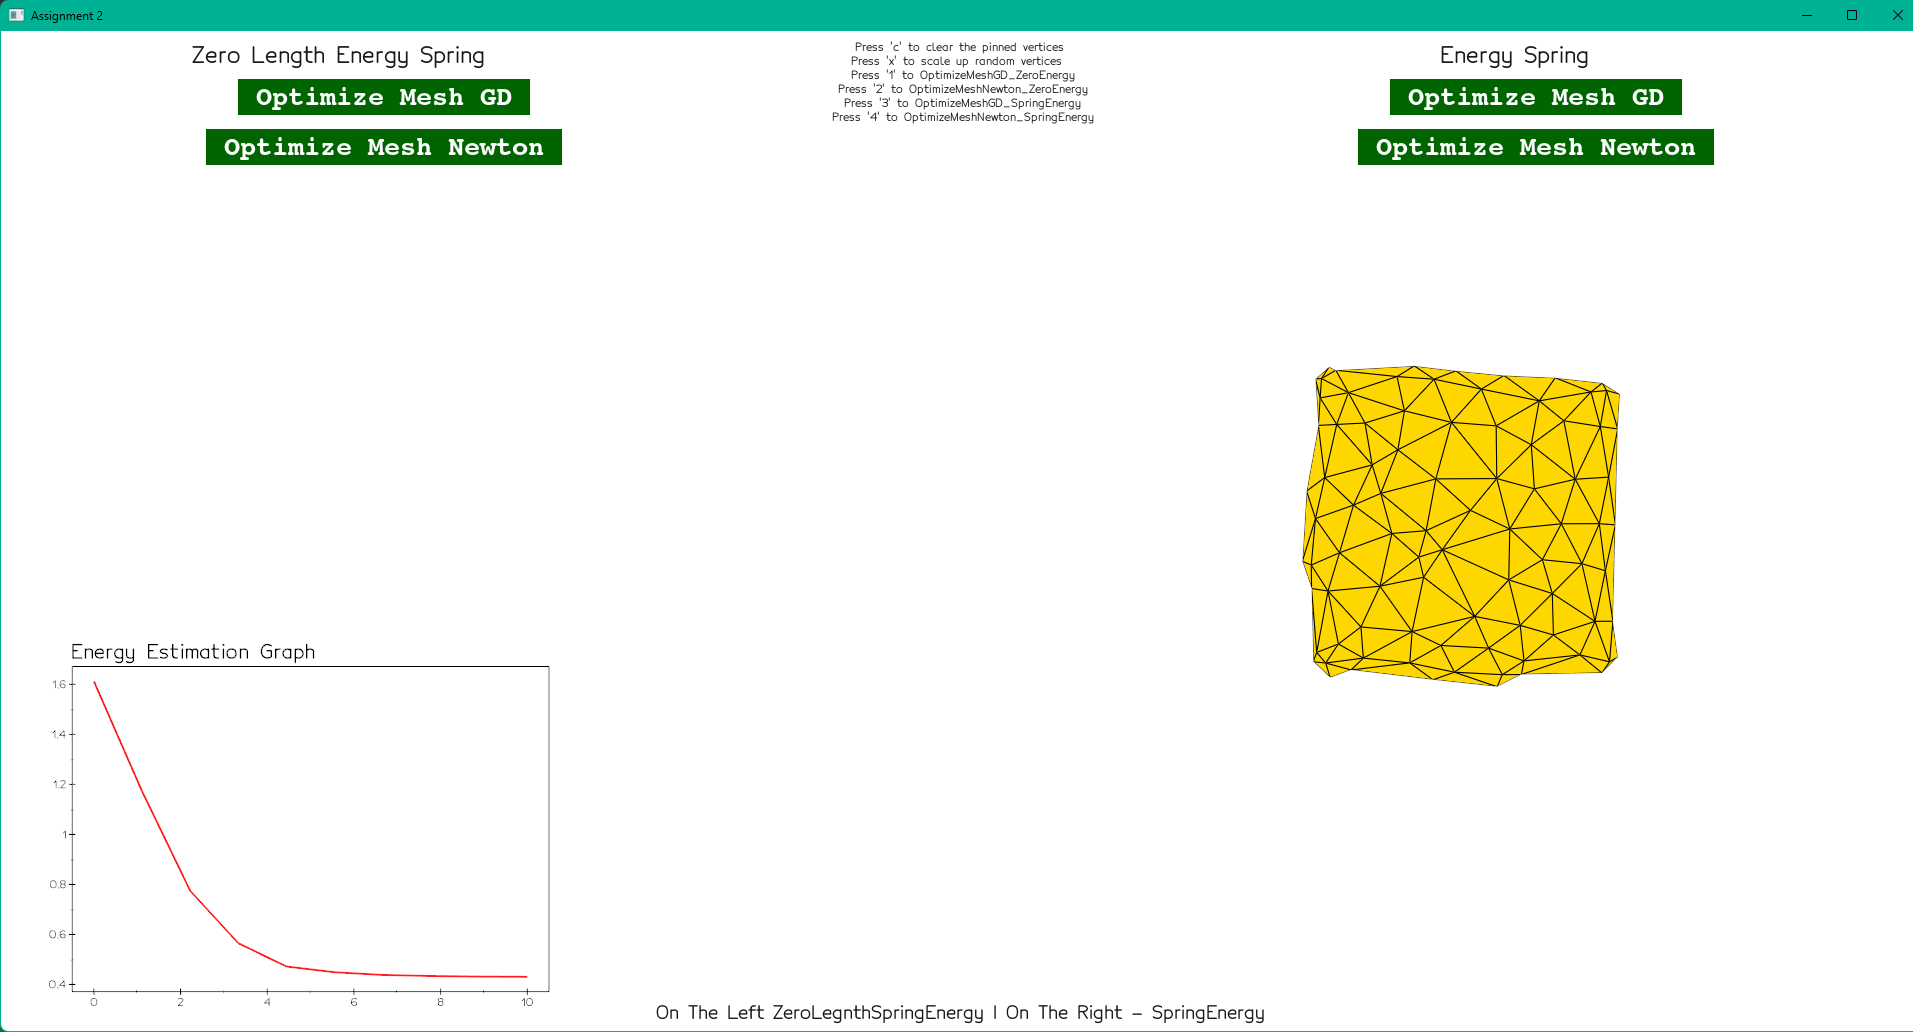 Assignment 2
Zero Length Energy Spring
Optimize Mesh GD
Optimize Mesh Newton
Press 'c' to clear the pinned vertices
Press 'x' to scale up random vertices
Press '1' to OptimizeMeshGD_ZeroEnergy
Press '2' to OptimizeMeshNewton_ZeroEnergy
Press '3' to OptimizeMeshGD_SpringEnergy
Press '4' to OptimizeMeshNewton_SpringEnergy
Energy Spring
Optimize Mesh GD
Optimize Mesh Newton
Energy Estimation Graph
1.6
1.4
1.2
1
0.8
0.6
0.4
0 2 4 6 8 10
On The Left ZeroLegnthSpringEnergy | On The Right - SpringEnergy